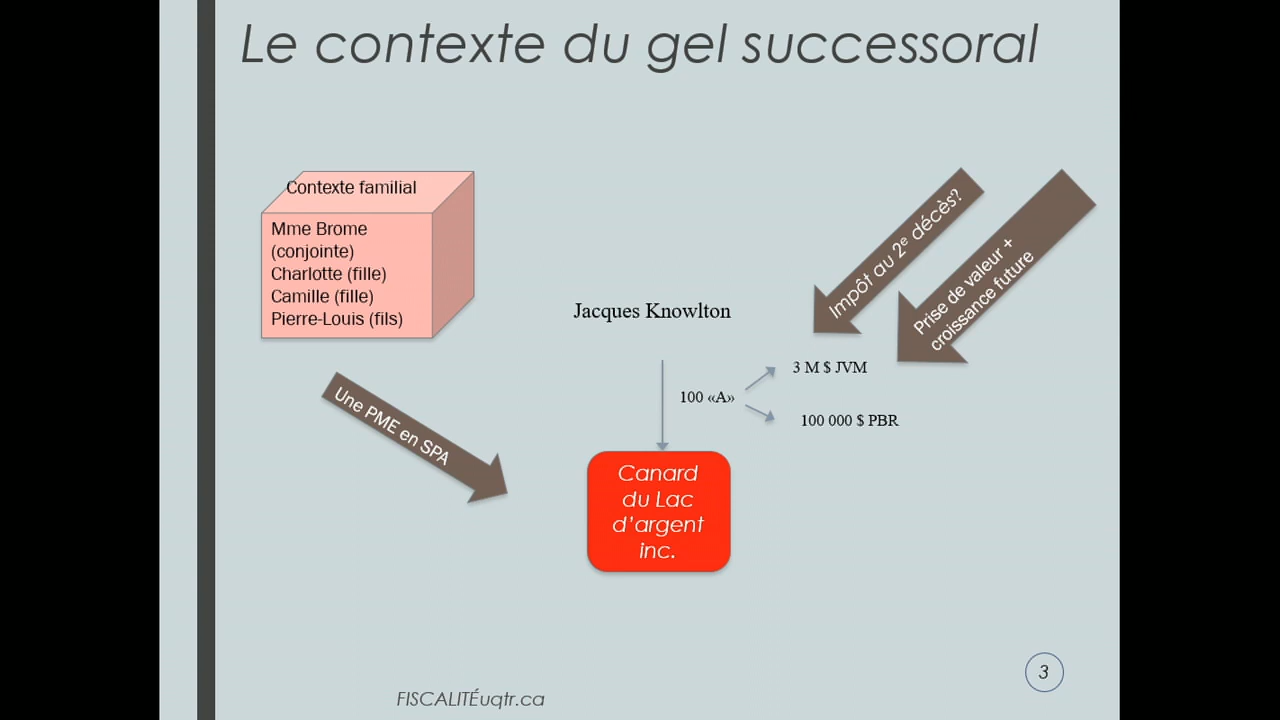 Le contexte du gel successoral
Contexte familial
Mme Brome
(conjointe)
Charlotte (fille)
Camille (fille)
Pierre-Louis (fils)
Impôt au 2e décès?
Prise de valeur +
croissance future
Jacques Knowlton
3 M $ JVM
100 «A»
100 000 $ PBR
Une PME en SPA
Canard
du Lac
d'argent
inc.
3
FISCALITÉuqtr.ca